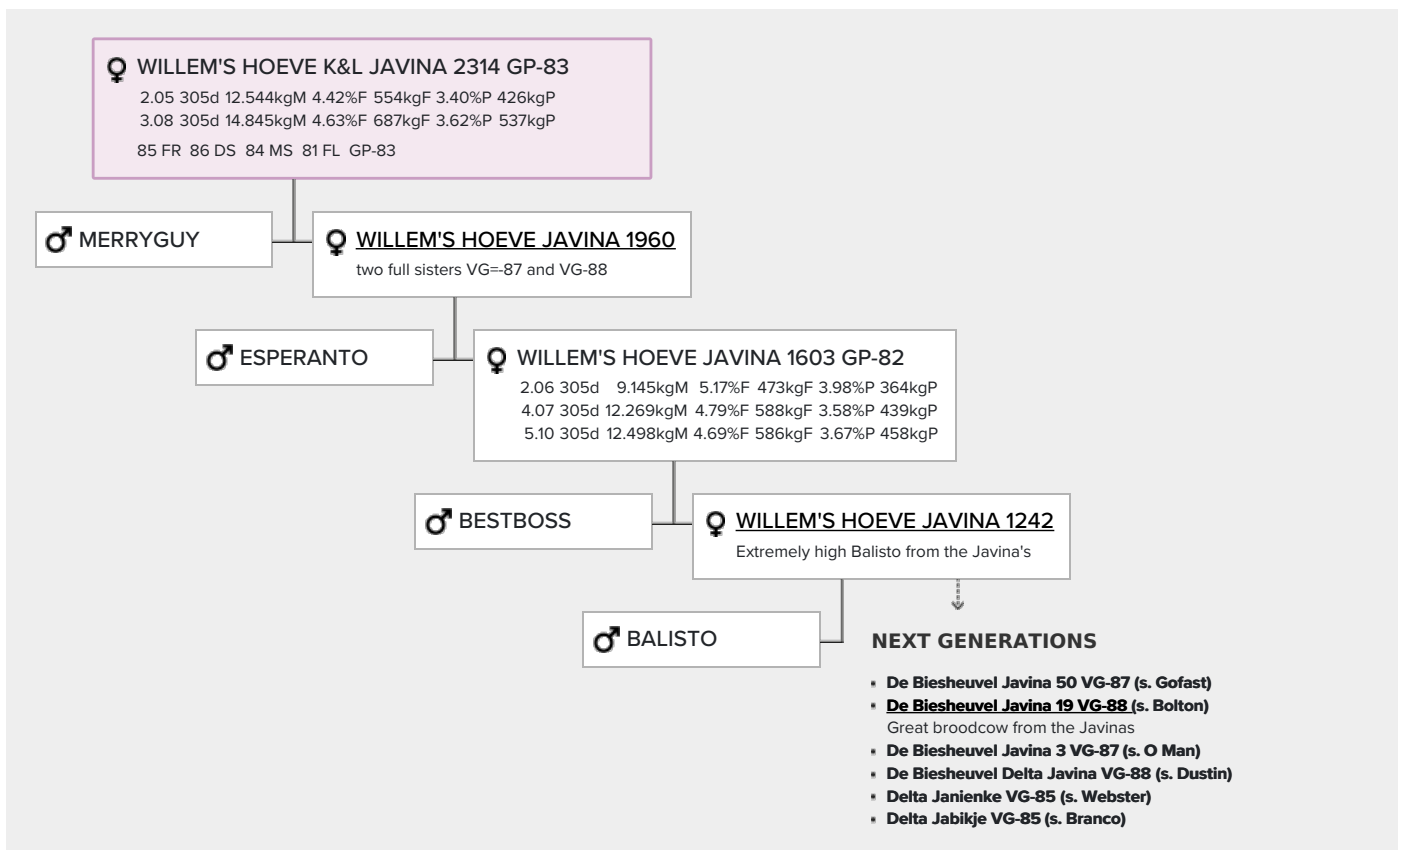 WILLEM'S HOEVE K&L JAVINA 2314 GP-83
2.05 305d 12.544kgM 4.42%F 554kgF 3.40%P 426kgP
3.08 305d 14.845kgM 4.63%F 687kgF 3.62%P 537kgP
85 FR 86 DS 84 MS 81 FL GP-83
MERRYGUY
WILLEM'S HOEVE JAVINA 1960
two full sisters VG=-87 and VG-88
ESPERANTO
WILLEM'S HOEVE JAVINA 1603 GP-82
2.06 305d 9.145kgM 5.17%F 473kgF 3.98%P 364kgP
4.07 305d 12.269kgM 4.79%F 588kgF 3.58%P 439kgP
5.10 305d 12.498kgM 4.69%F 586kgF 3.67%P 458kgP
BESTBOSS
WILLEM'S HOEVE JAVINA 1242
Extremely high Balisto from the Javina's
BALISTO
NEXT GENERATIONS
De Biesheuvel Javina 50 VG-87 (s. Gofast)
De Biesheuvel Javina 19 VG-88 (s. Bolton)
Great broodcow from the Javinas
De Biesheuvel Javina 3 VG-87 (s. O Man)
De Biesheuvel Delta Javina VG-88 (s. Dustin)
Delta Janienke VG-85 (s. Webster)
Delta Jabikje VG-85 (s. Branco)